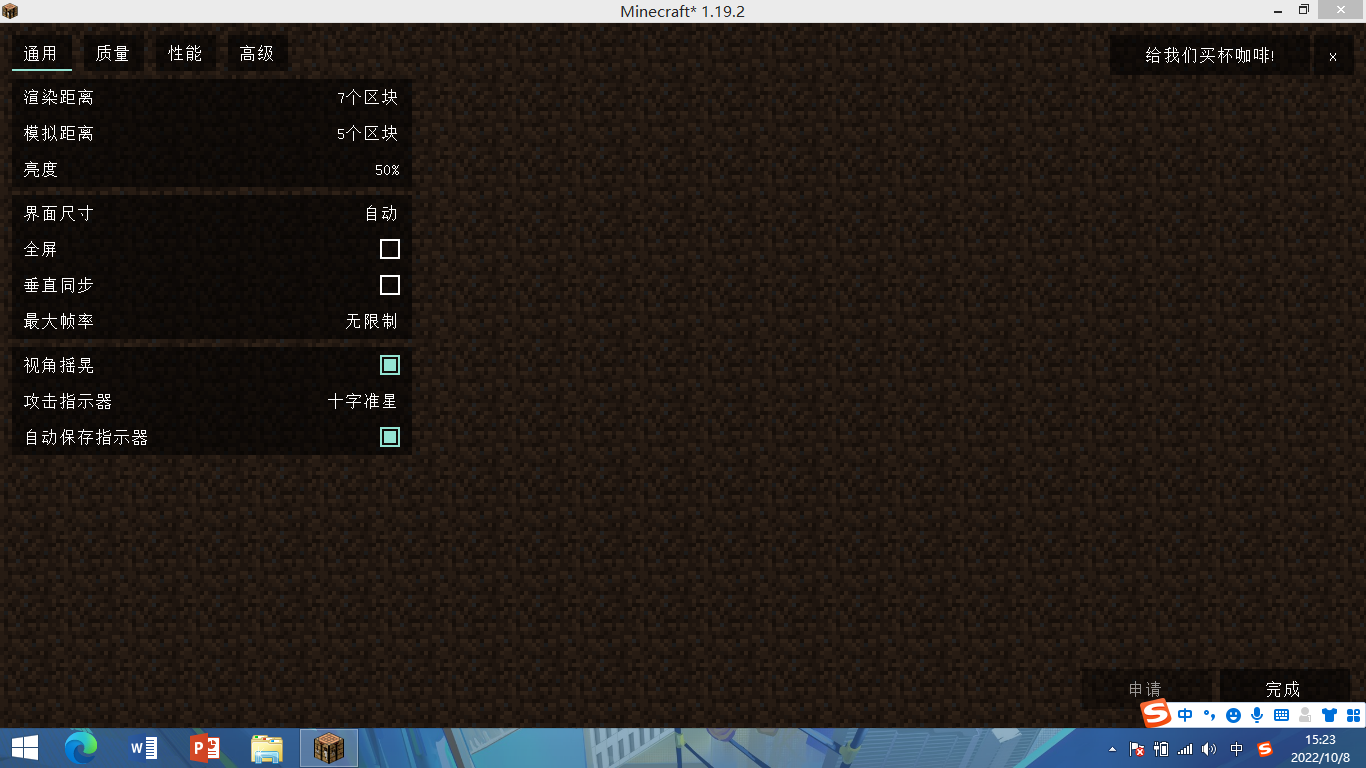 Minecraft* 1.19.2
通用 质量 性能 高级
给我们买杯咖啡! x
渲染距离 7个区块
模拟距离 5个区块
亮度 50%
界面尺寸 自动
全屏
垂直同步
最大帧率 无限制
视角摇晃
攻击指示器 十字准星
自动保存指示器
申请 完成
中
中
15:23
2022/10/8